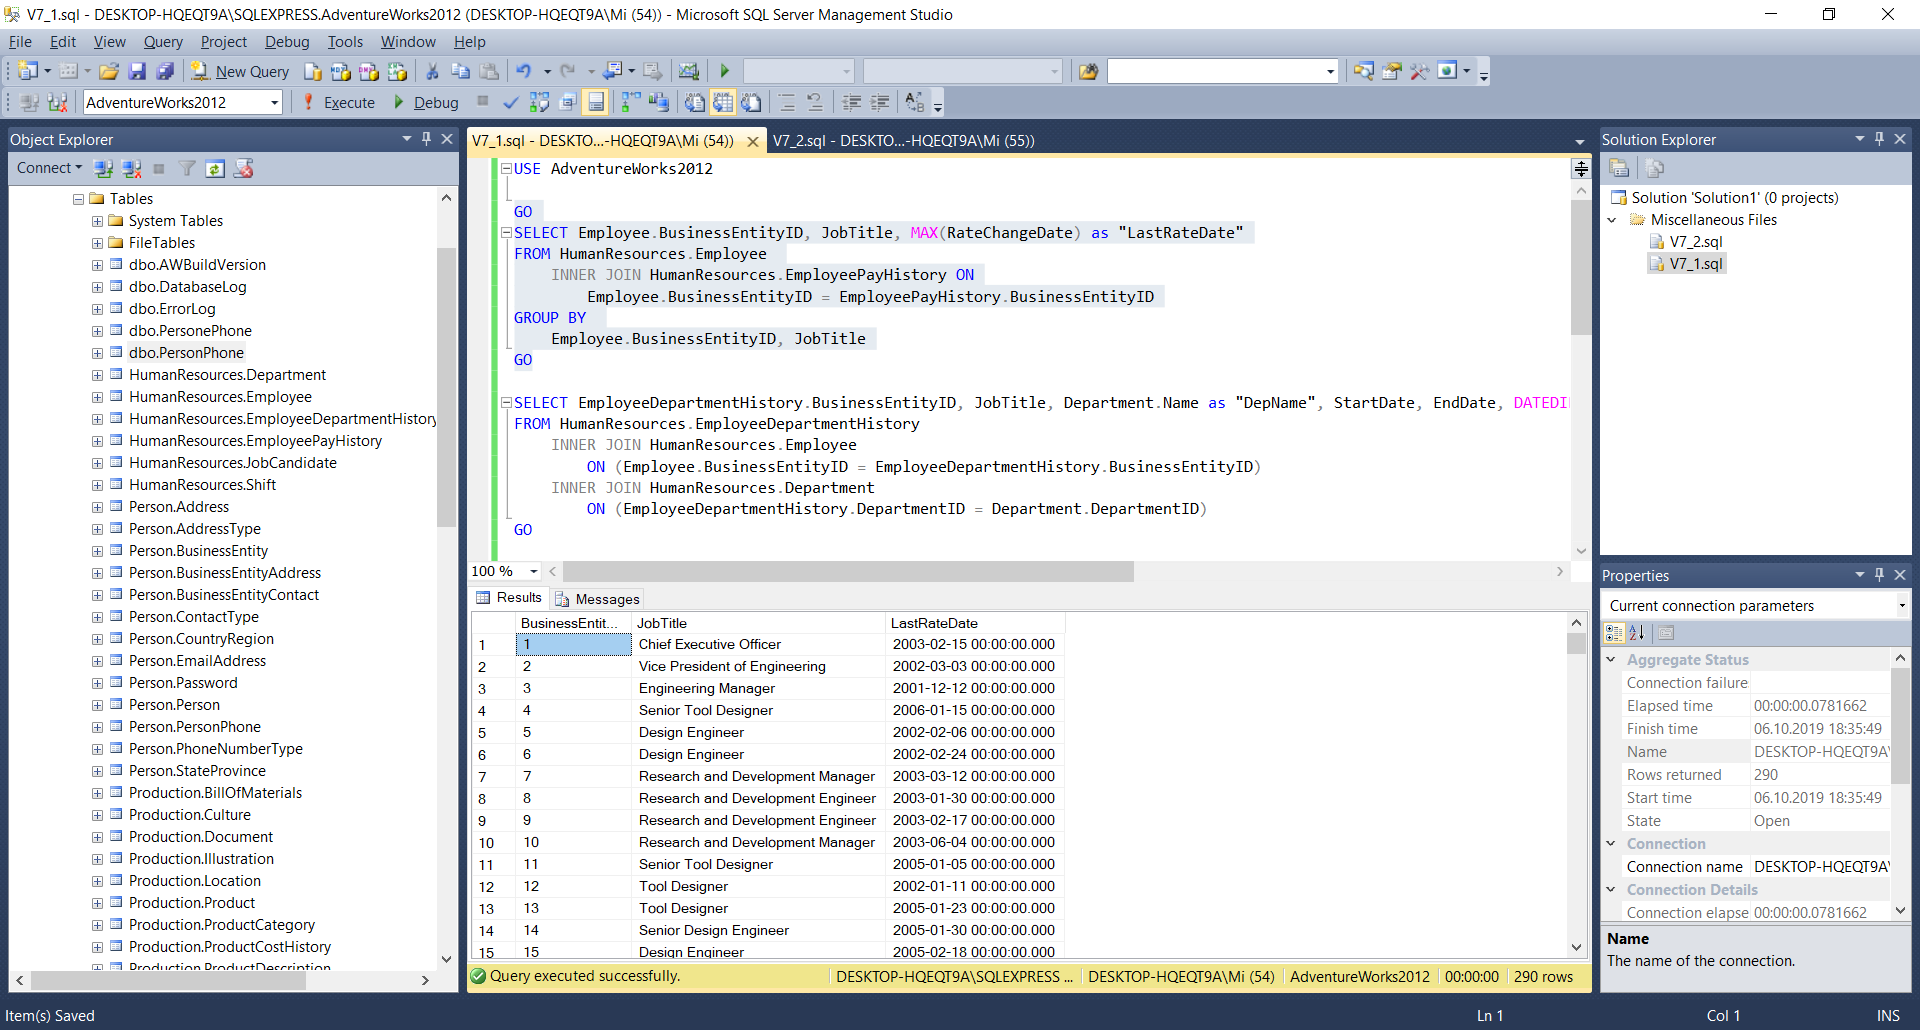 V7_1.sql - DESKTOP-HQEQT9A\SQLEXPRESS.AdventureWorks2012 (DESKTOP-HQEQT9A\Mi (54)) - Microsoft SQL Server Management Studio
File Edit View Query Project Debug Tools Window Help
New Query
AdventureWorks2012 Execute Debug
Object Explorer
Connect
Tables
System Tables
FileTables
dbo.AWBuildVersion
dbo.DatabaseLog
dbo.ErrorLog
dbo.PersonePhone
dbo.PersonPhone
HumanResources.Department
HumanResources.Employee
HumanResources.EmployeeDepartmentHistory
HumanResources.EmployeePayHistory
HumanResources.JobCandidate
HumanResources.Shift
Person.Address
Person.AddressType
Person.BusinessEntity
Person.BusinessEntityAddress
Person.BusinessEntityContact
Person.ContactType
Person.CountryRegion
Person.EmailAddress
Person.Password
Person.Person
Person.PersonPhone
Person.PhoneNumberType
Person.StateProvince
Production.BillOfMaterials
Production.Culture
Production.Document
Production.Illustration
Production.Location
Production.Product
Production.ProductCategory
Production.ProductCostHistory
Production.ProductDescription
V7_1.sql - DESKTO...-HQEQT9A\Mi (54)) V7_2.sql - DESKTO...-HQEQT9A\Mi (55))
USE AdventureWorks2012
GO
SELECT Employee.BusinessEntityID, JobTitle, MAX(RateChangeDate) as "LastRateDate"
FROM HumanResources.Employee
INNER JOIN HumanResources.EmployeePayHistory ON
Employee.BusinessEntityID = EmployeePayHistory.BusinessEntityID
GROUP BY
Employee.BusinessEntityID, JobTitle
GO
SELECT EmployeeDepartmentHistory.BusinessEntityID, JobTitle, Department.Name as "DepName", StartDate, EndDate, DATEDI
FROM HumanResources.EmployeeDepartmentHistory
INNER JOIN HumanResources.Employee
ON (Employee.BusinessEntityID = EmployeeDepartmentHistory.BusinessEntityID)
INNER JOIN HumanResources.Department
ON (EmployeeDepartmentHistory.DepartmentID = Department.DepartmentID)
GO
100 %
Results Messages
BusinessEntit... JobTitle LastRateDate
1 1 Chief Executive Officer 2003-02-15 00:00:00.000
2 2 Vice President of Engineering 2002-03-03 00:00:00.000
3 3 Engineering Manager 2001-12-12 00:00:00.000
4 4 Senior Tool Designer 2006-01-15 00:00:00.000
5 5 Design Engineer 2002-02-06 00:00:00.000
6 6 Design Engineer 2002-02-24 00:00:00.000
7 7 Research and Development Manager 2003-03-12 00:00:00.000
8 8 Research and Development Engineer 2003-01-30 00:00:00.000
9 9 Research and Development Engineer 2003-02-17 00:00:00.000
10 10 Research and Development Manager 2003-06-04 00:00:00.000
11 11 Senior Tool Designer 2005-01-05 00:00:00.000
12 12 Tool Designer 2002-01-11 00:00:00.000
13 13 Tool Designer 2005-01-23 00:00:00.000
14 14 Senior Design Engineer 2005-01-30 00:00:00.000
15 15 Design Engineer 2005-02-18 00:00:00.000
Query executed successfully. DESKTOP-HQEQT9A\SQLEXPRESS ... DESKTOP-HQEQT9A\Mi (54) AdventureWorks2012 00:00:00 290 rows
Solution Explorer
Solution 'Solution1' (0 projects)
Miscellaneous Files
V7_2.sql
V7_1.sql
Properties
Current connection parameters
Aggregate Status
Connection failure
Elapsed time 00:00:00.0781662
Finish time 06.10.2019 18:35:49
Name DESKTOP-HQEQT9A\
Rows returned 290
Start time 06.10.2019 18:35:49
State Open
Connection
Connection name DESKTOP-HQEQT9A\
Connection Details
Connection elapse 00:00:00.0781662
Name
The name of the connection.
Item(s) Saved Ln 1 Col 1 INS